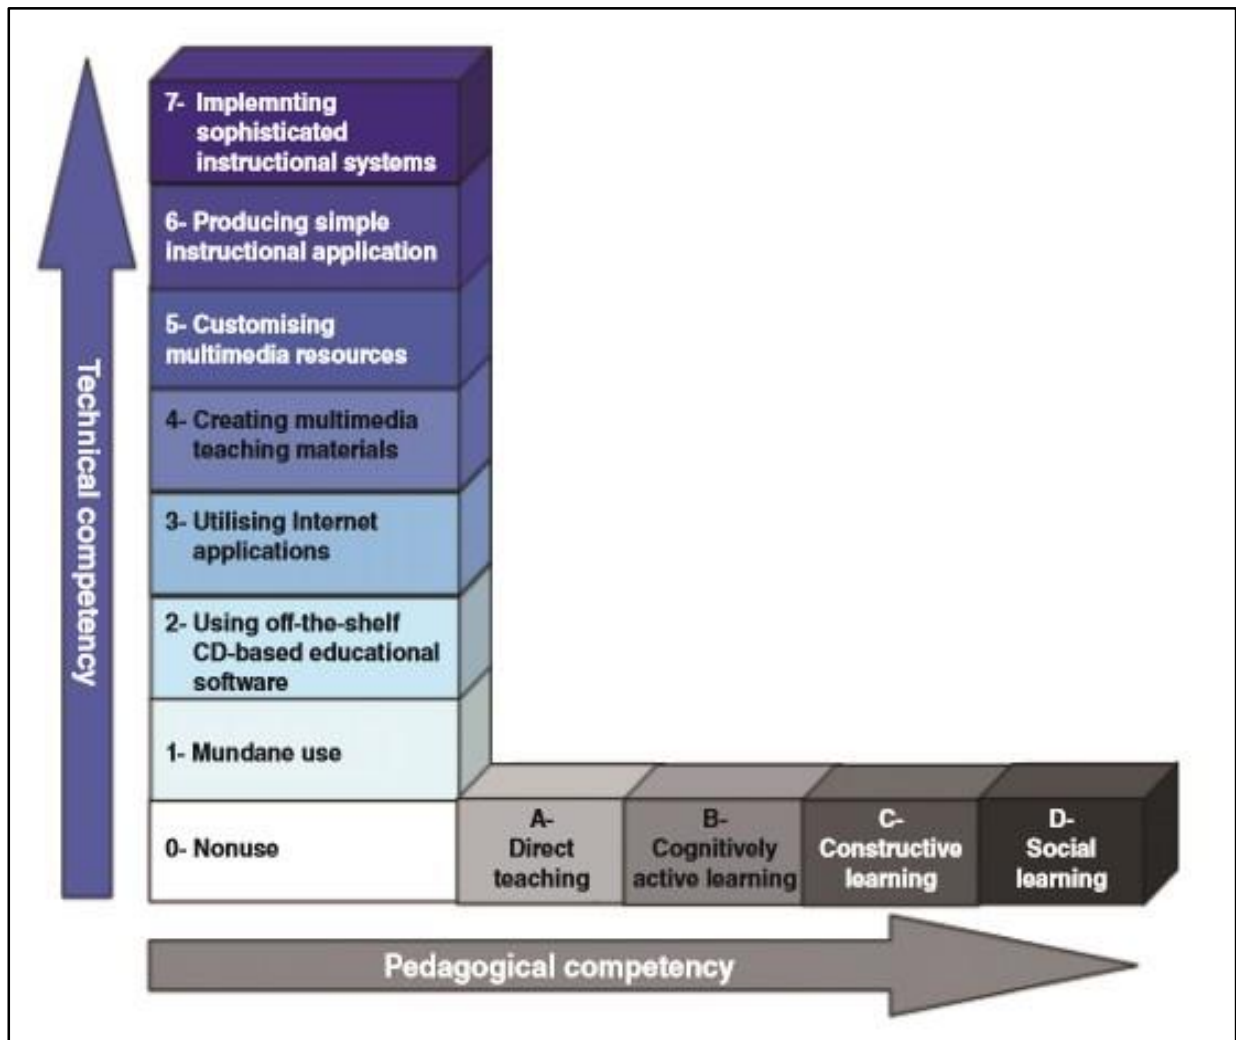 7- Implemnting
sophisticated
instructional systems
6- Producing simple
instructional application
5- Customising
multimedia resources
4- Creating multimedia
teaching materials
3- Utilising Internet
applications
2- Using off-the-shelf
CD-based educational
software
1- Mundane use
0- Nonuse
Technical competency
A-
Direct
teaching
B-
Cognitively
active learning
C-
Constructive
learning
D-
Social
learning
Pedagogical competency